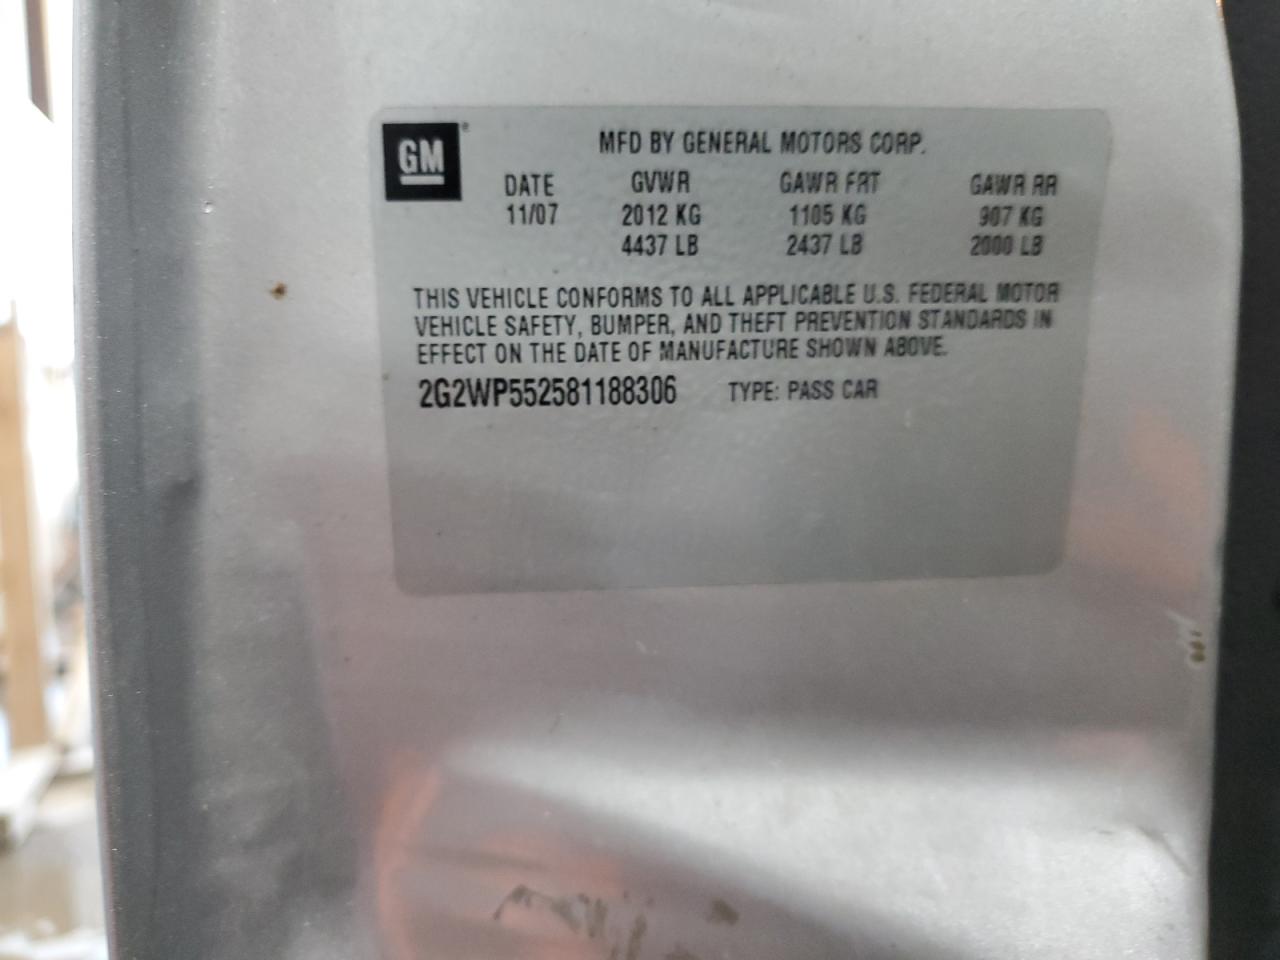 GM®
MFD BY GENERAL MOTORS CORP.
DATE GVWR GAWR FRT GAWR RR
11/07 2012 KG 1105 KG 907 KG
4437 LB 2437 LB 2000 LB
THIS VEHICLE CONFORMS TO ALL APPLICABLE U.S. FEDERAL MOTOR
VEHICLE SAFETY, BUMPER, AND THEFT PREVENTION STANDARDS IN
EFFECT ON THE DATE OF MANUFACTURE SHOWN ABOVE.
2G2WP552581188306 TYPE: PASS CAR